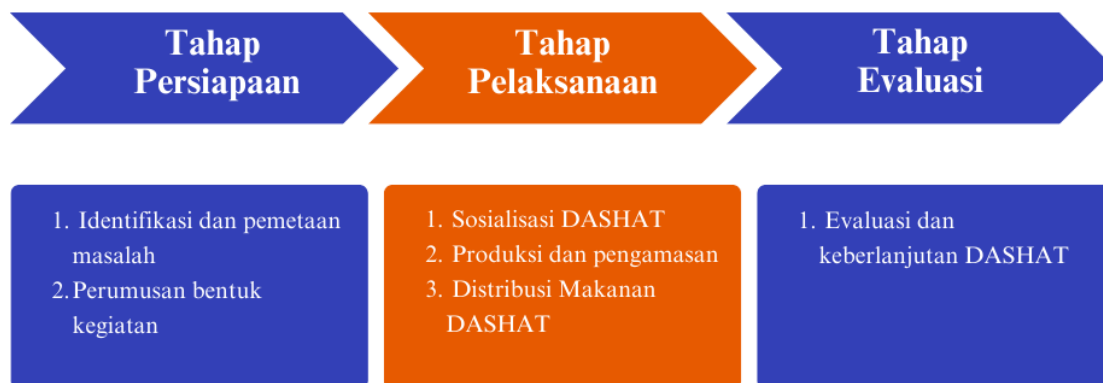 Tahap
Persiapaan
Tahap
Pelaksanaan
Tahap
Evaluasi
1. Identifikasi dan pemetaan
masalah
2. Perumusan bentuk
kegiatan
1. Sosialisasi DASHAT
2. Produksi dan pengamasan
3. Distribusi Makanan
DASHAT
1. Evaluasi dan
keberlanjutan DASHAT